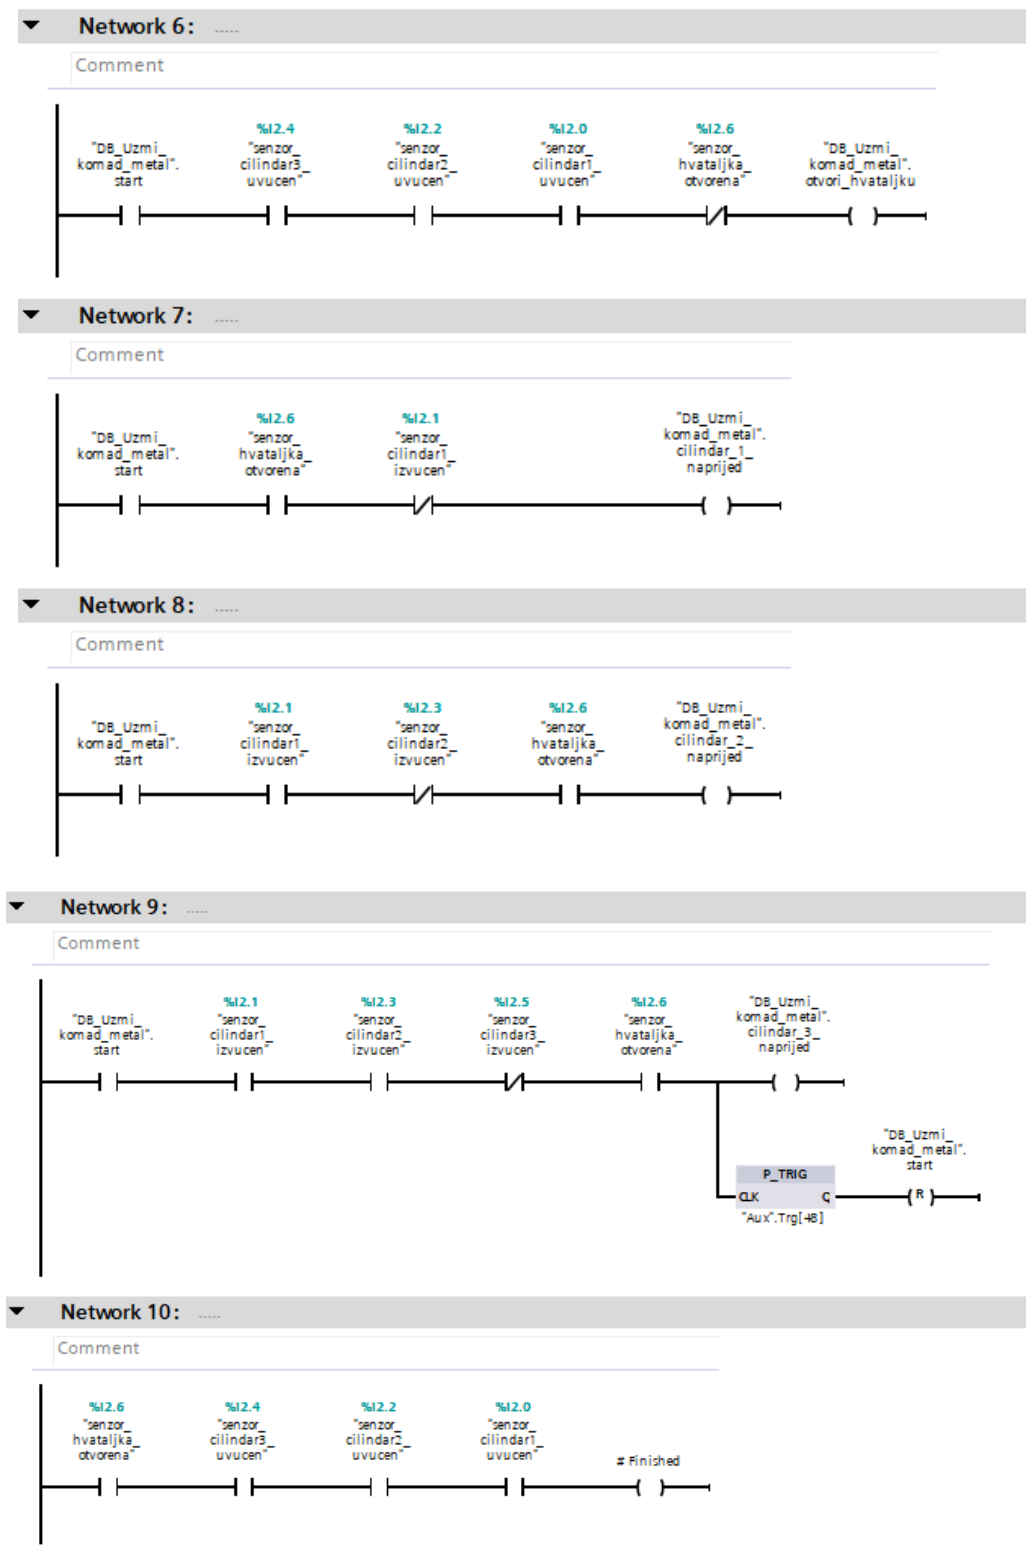 Network 6: .....
Comment
"DB_Uzmi_
komad_metal".
start
%I2.4
"senzor_
cilindar3_
uvucen"
%I2.2
"senzor_
cilindar2_
uvucen"
%I2.0
"senzor_
cilindar1_
uvucen"
%I2.6
"senzor_
hvataljka_
otvorena"
"DB_Uzmi_
komad_metal".
otvori_hvataljku
Network 7: .....
Comment
"DB_Uzmi_
komad_metal".
start
%I2.6
"senzor_
hvataljka_
otvorena"
%I2.1
"senzor_
cilindar1_
izvucen"
"DB_Uzmi_
komad_metal".
cilindar_1_
naprijed
Network 8: .....
Comment
"DB_Uzmi_
komad_metal".
start
%I2.1
"senzor_
cilindar1_
izvucen"
%I2.3
"senzor_
cilindar2_
izvucen"
%I2.6
"senzor_
hvataljka_
otvorena"
"DB_Uzmi_
komad_metal".
cilindar_2_
naprijed
Network 9: .....
Comment
"DB_Uzmi_
komad_metal".
start
%I2.1
"senzor_
cilindar1_
izvucen"
%I2.3
"senzor_
cilindar2_
izvucen"
%I2.5
"senzor_
cilindar3_
izvucen"
%I2.6
"senzor_
hvataljka_
otvorena"
"DB_Uzmi_
komad_metal".
cilindar_3_
naprijed
P_TRIG
CLK Q
"Aux".Trg[48]
"DB_Uzmi_
komad_metal".
start
R
Network 10: .....
Comment
%I2.6
"senzor_
hvataljka_
otvorena"
%I2.4
"senzor_
cilindar3_
uvucen"
%I2.2
"senzor_
cilindar2_
uvucen"
%I2.0
"senzor_
cilindar1_
uvucen"
# Finished